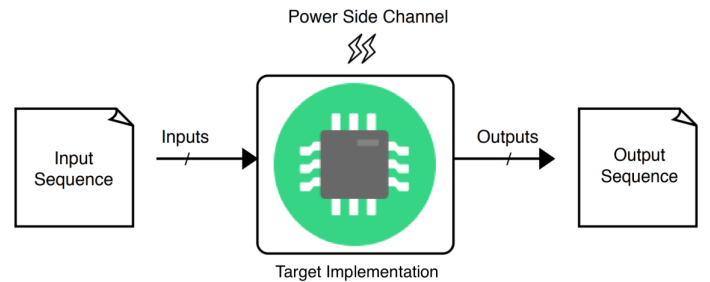 Power Side Channel
Input
Sequence
Inputs
Outputs
Output
Sequence
Target Implementation